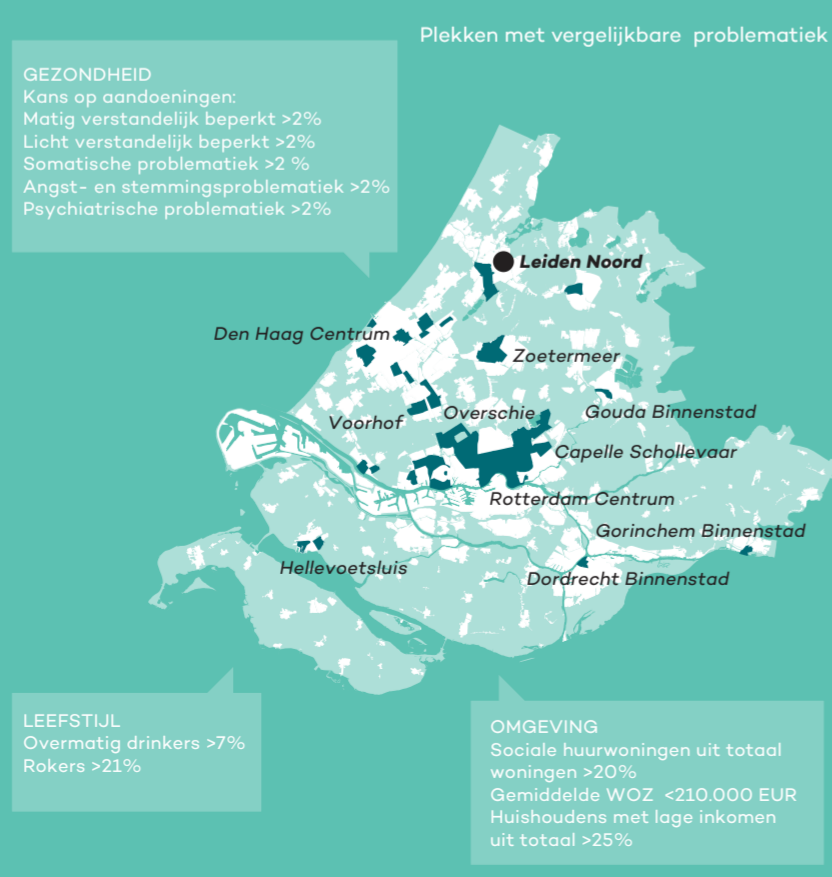 Plekken met vergelijkbare problematiek
GEZONDHEID
Kans op aandoeningen:
Matig verstandelijk beperkt >2%
Licht verstandelijk beperkt >2%
Somatische problematiek >2 %
Angst- en stemmingsproblematiek >2%
Psychiatrische problematiek >2%
Leiden Noord
Den Haag Centrum
Zoetermeer
Voorhof
Overschie
Gouda Binnenstad
Capelle Schollevaar
Rotterdam Centrum
Gorinchem Binnenstad
Hellevoetsluis
Dordrecht Binnenstad
LEEFSTIJL
Overmatig drinkers >7%
Rokers >21%
OMGEVING
Sociale huurwoningen uit totaal
woningen >20%
Gemiddelde WOZ <210.000 EUR
Huishoudens met lage inkomen
uit totaal >25%